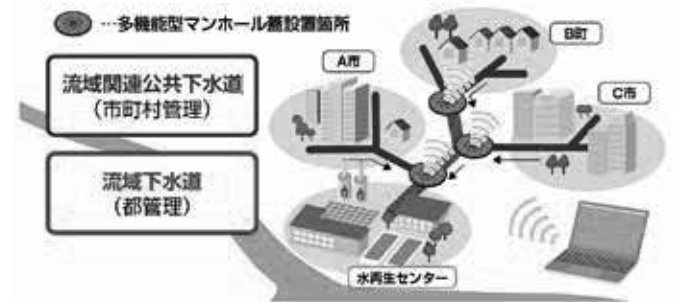 …多機能型マンホール蓋設置箇所
流域関連公共下水道
（市町村管理）
流域下水道
（都管理）
A市
B町
C市
水再生センター